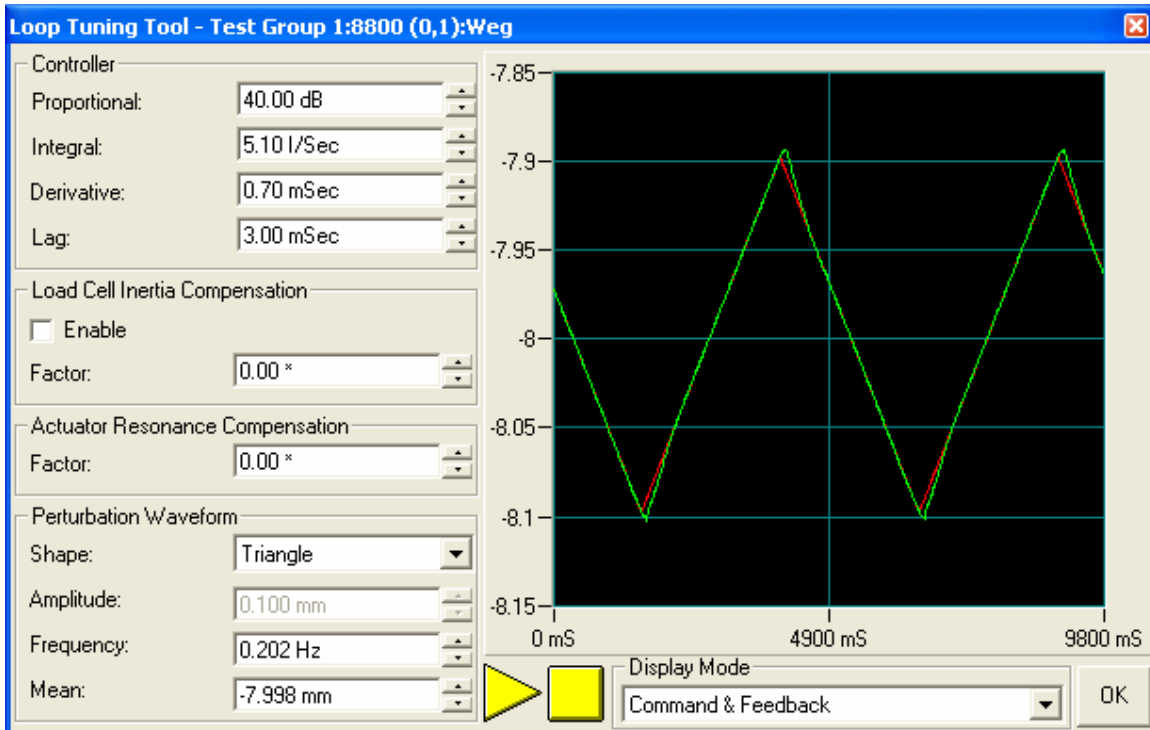 Loop Tuning Tool - Test Group 1:8800 (0,1):Weg
Controller
Proportional: 40.00 dB
Integral: 5.10 I/Sec
Derivative: 0.70 mSec
Lag: 3.00 mSec
Load Cell Inertia Compensation
Enable
Factor: 0.00 *
Actuator Resonance Compensation
Factor: 0.00 *
Perturbation Waveform
Shape: Triangle
Amplitude: 0.100 mm
Frequency: 0.202 Hz
Mean: -7.998 mm
-7.85
-7.9
-7.95
-8
-8.05
-8.1
-8.15
0 mS 4900 mS 9800 mS
Display Mode
Command & Feedback
OK